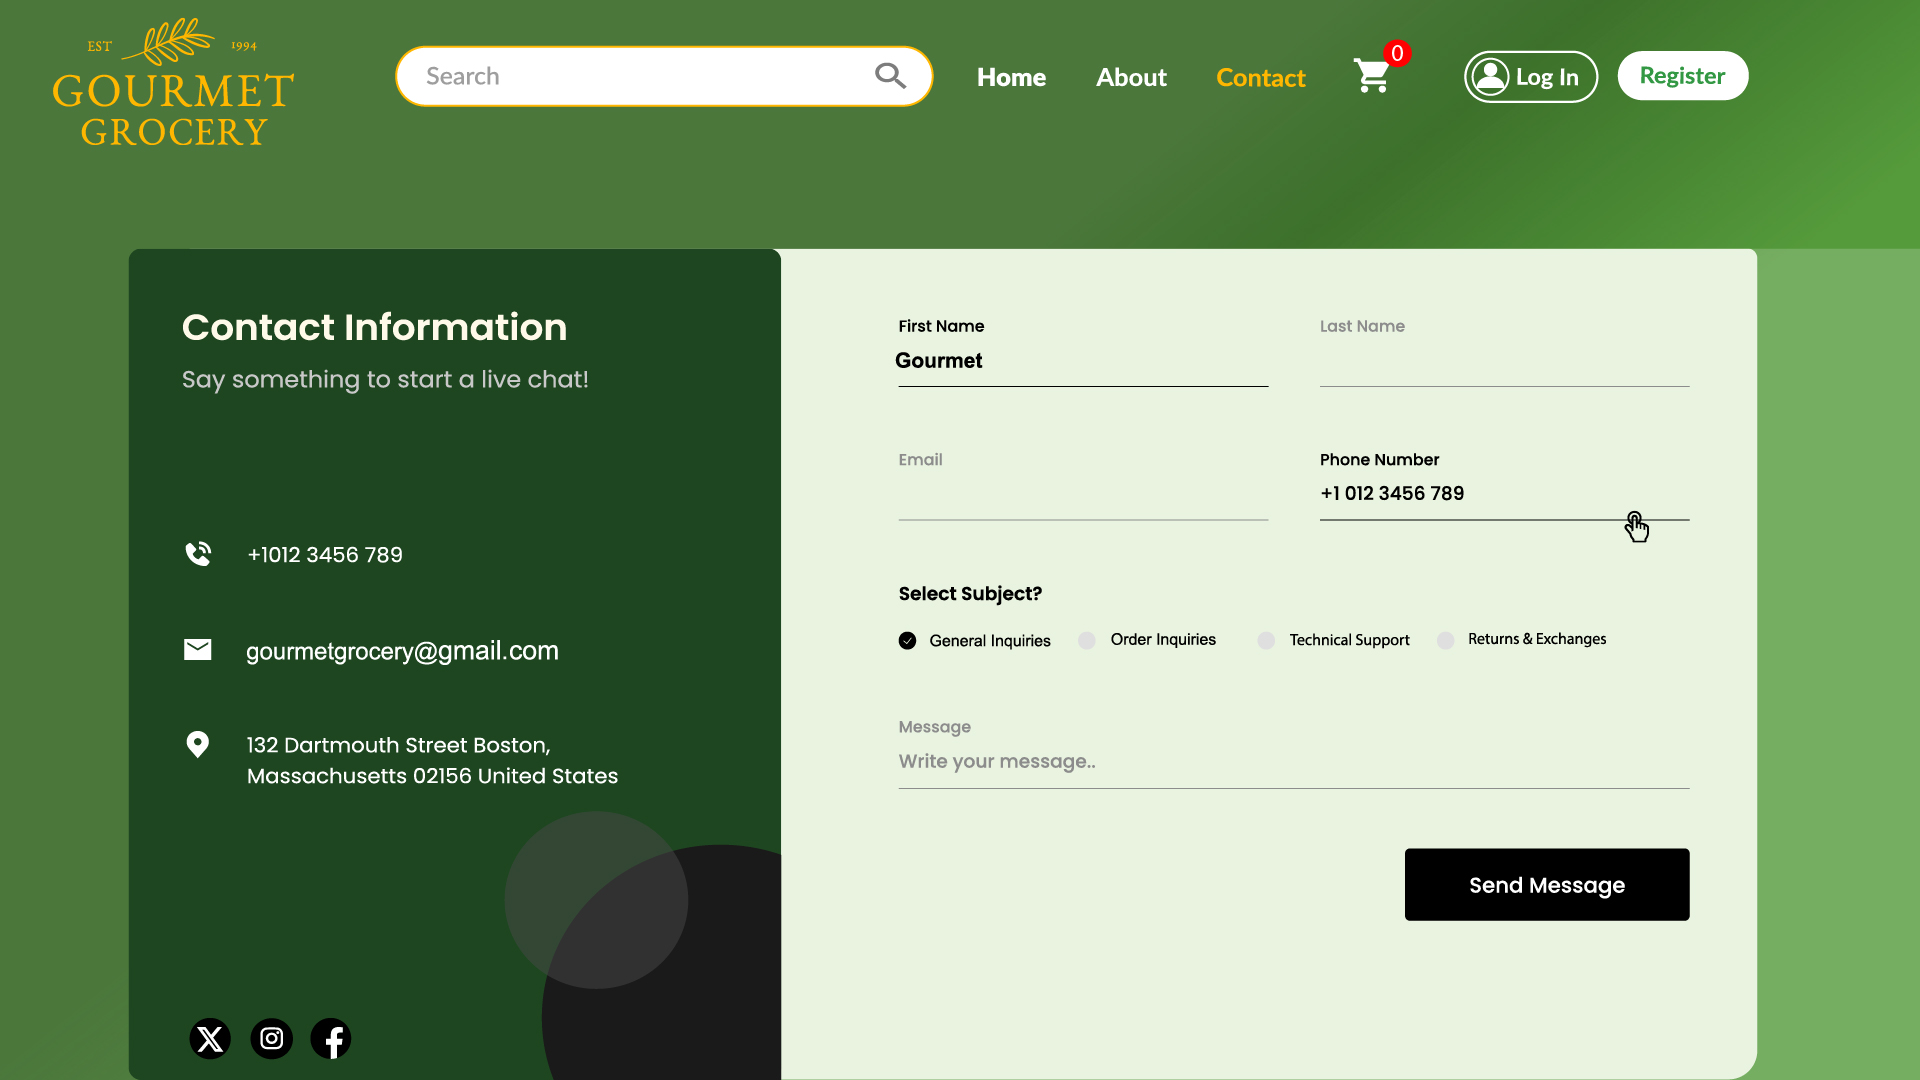 EST 1994
GOURMET
GROCERY
Search
Home
About
Contact
0
Log In
Register
Contact Information
Say something to start a live chat!
+1012 3456 789
gourmetgrocery@gmail.com
132 Dartmouth Street Boston,
Massachusetts 02156 United States
First Name
Gourmet
Last Name
Email
Phone Number
+1 012 3456 789
Select Subject?
General Inquiries
Order Inquiries
Technical Support
Returns & Exchanges
Message
Write your message..
Send Message